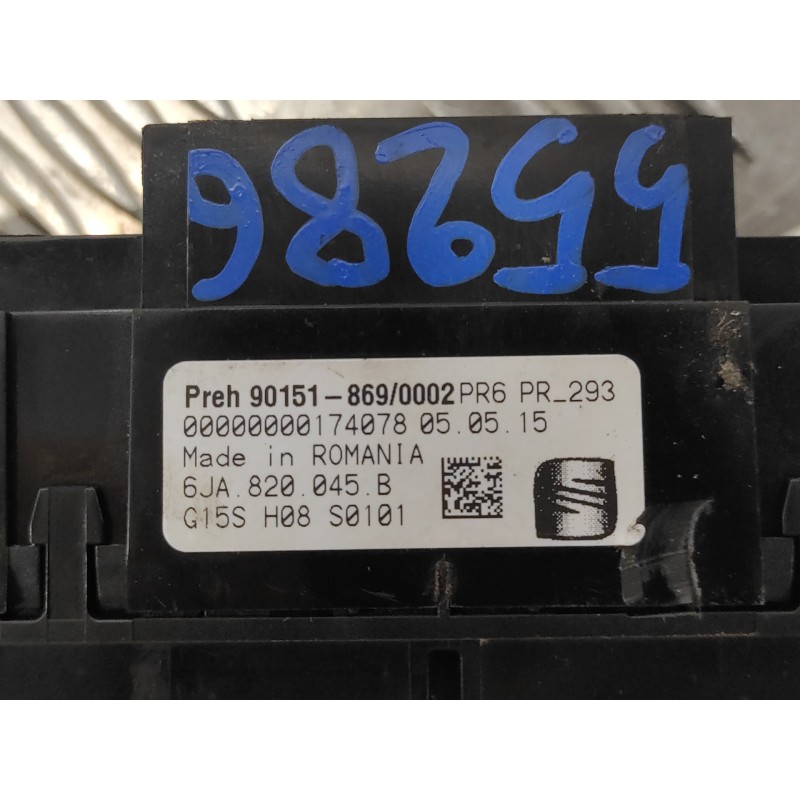 98255
Preh 90151-869/0002 PR6 PR_293
00000000174078 05.05.15
Made in ROMANIA
6JA.820.045.B
G15S H08 S0101